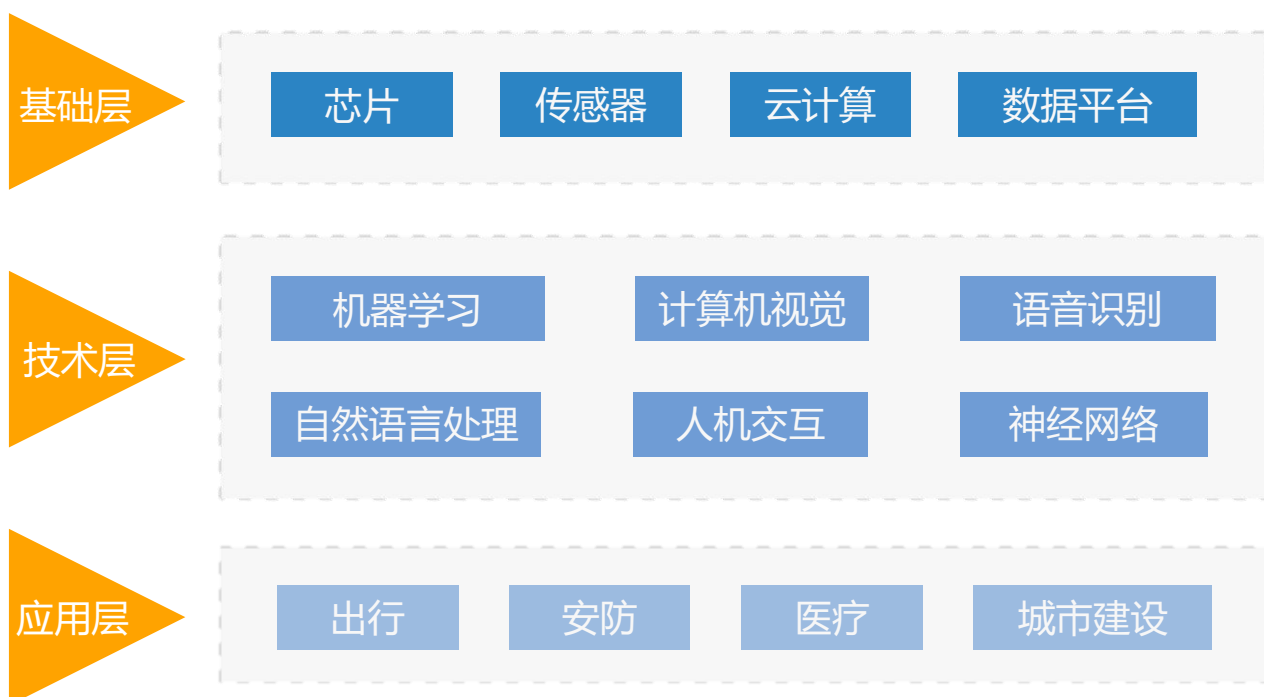 基础层
芯片 传感器 云计算 数据平台
机器学习 计算机视觉 语音识别
技术层
自然语言处理 人机交互 神经网络
应用层
出行 安防 医疗 城市建设